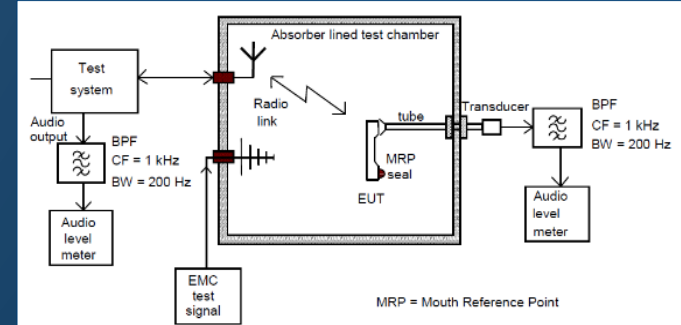 Absorber lined test chamber
Test
system
Radio
link
Audio
output
BPF
CF = 1 kHz
BW = 200 Hz
Audio
level
meter
EMC
test
signal
tube
MRP
seal
EUT
Transducer
BPF
CF = 1 kHz
BW = 200 Hz
Audio
level
meter
MRP = Mouth Reference Point